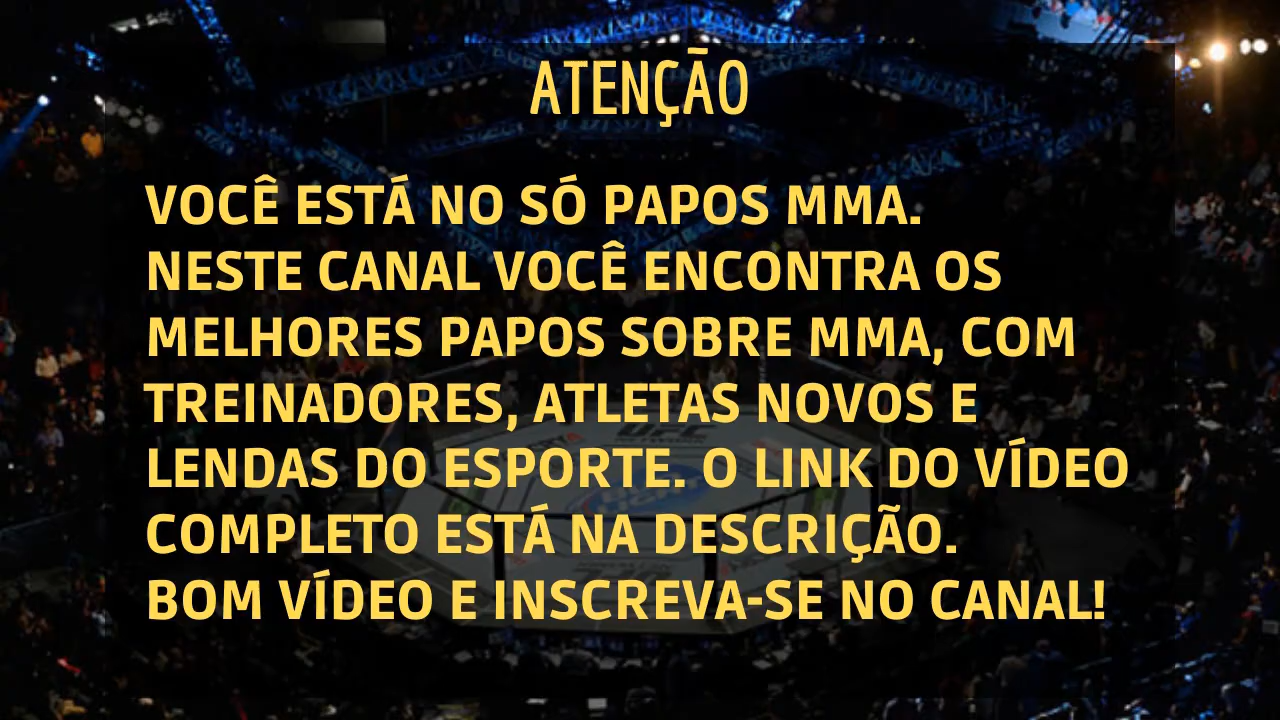 ATENÇÃO
VOCÊ ESTÁ NO SÓ PAPOS MMA.
NESTE CANAL VOCÊ ENCONTRA OS
MELHORES PAPOS SOBRE MMA, COM
TREINADORES, ATLETAS NOVOS E
LENDAS DO ESPORTE. O LINK DO VÍDEO
COMPLETO ESTÁ NA DESCRIÇÃO.
BOM VÍDEO E INSCREVA-SE NO CANAL!